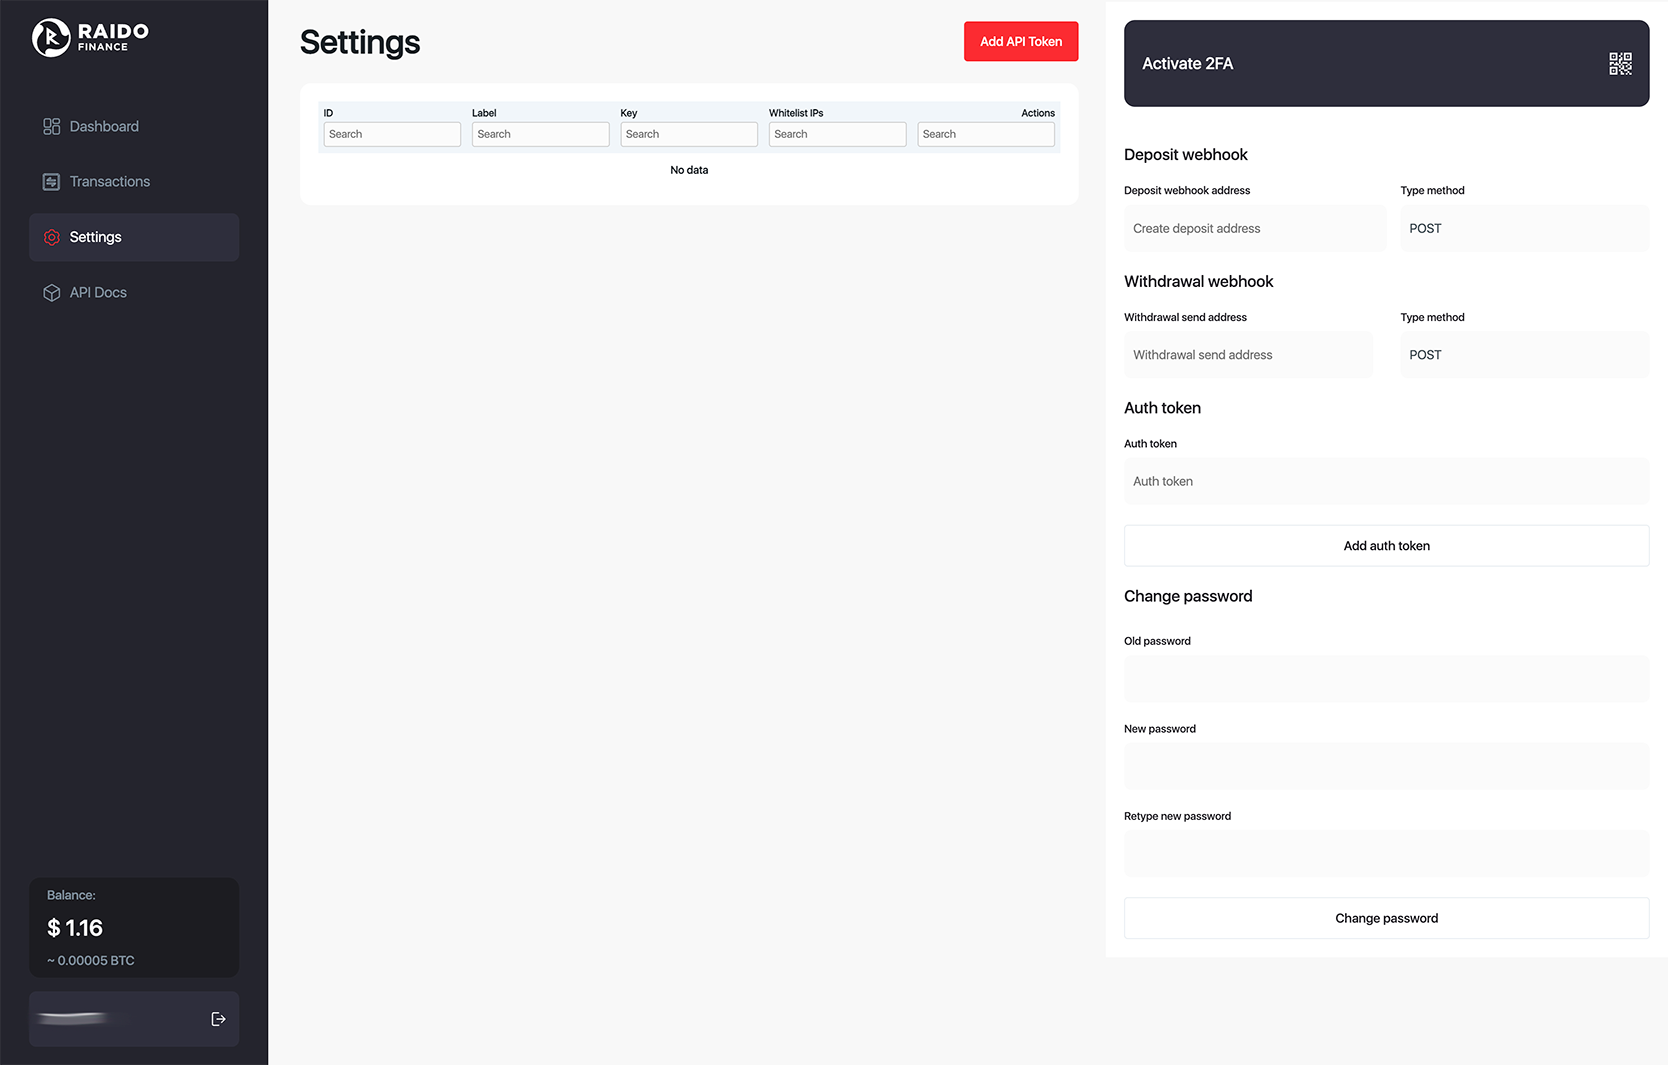 RAIDO
FINANCE
Dashboard
Transactions
Settings
API Docs
Balance:
$ 1.16
~ 0.00005 BTC
Settings
Add API Token
ID Label Key Whitelist IPs Actions
Search Search Search Search Search
No data
Activate 2FA
Deposit webhook
Deposit webhook address Type method
Create deposit address POST
Withdrawal webhook
Withdrawal send address Type method
Withdrawal send address POST
Auth token
Auth token
Auth token
Add auth token
Change password
Old password
New password
Retype new password
Change password